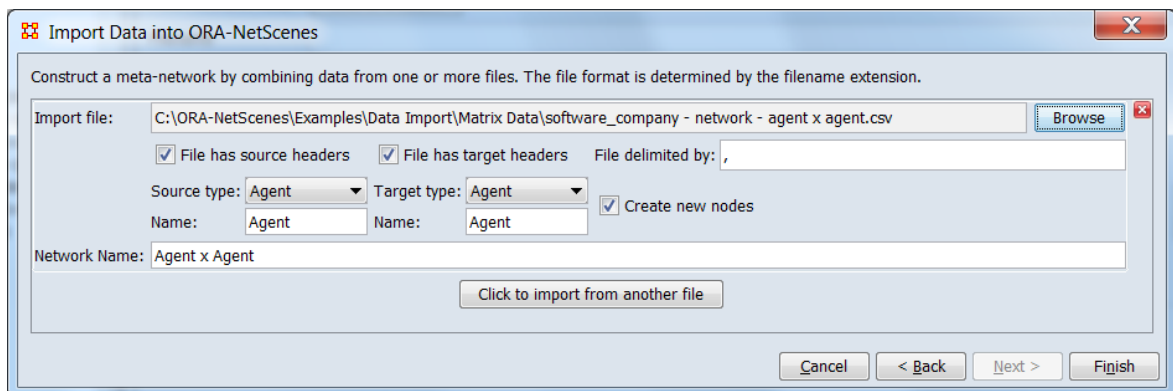 Import Data into ORA-NetScenes
X
Construct a meta-network by combining data from one or more files. The file format is determined by the filename extension.
Import file: C:\ORA-NetScenes\Examples\Data Import\Matrix Data\software_company - network - agent x agent.csv Browse
File has source headers File has target headers File delimited by: ,
Source type: Agent Target type: Agent
Create new nodes
Name: Agent Name: Agent
Network Name: Agent x Agent
Click to import from another file
Cancel < Back Next > Finish